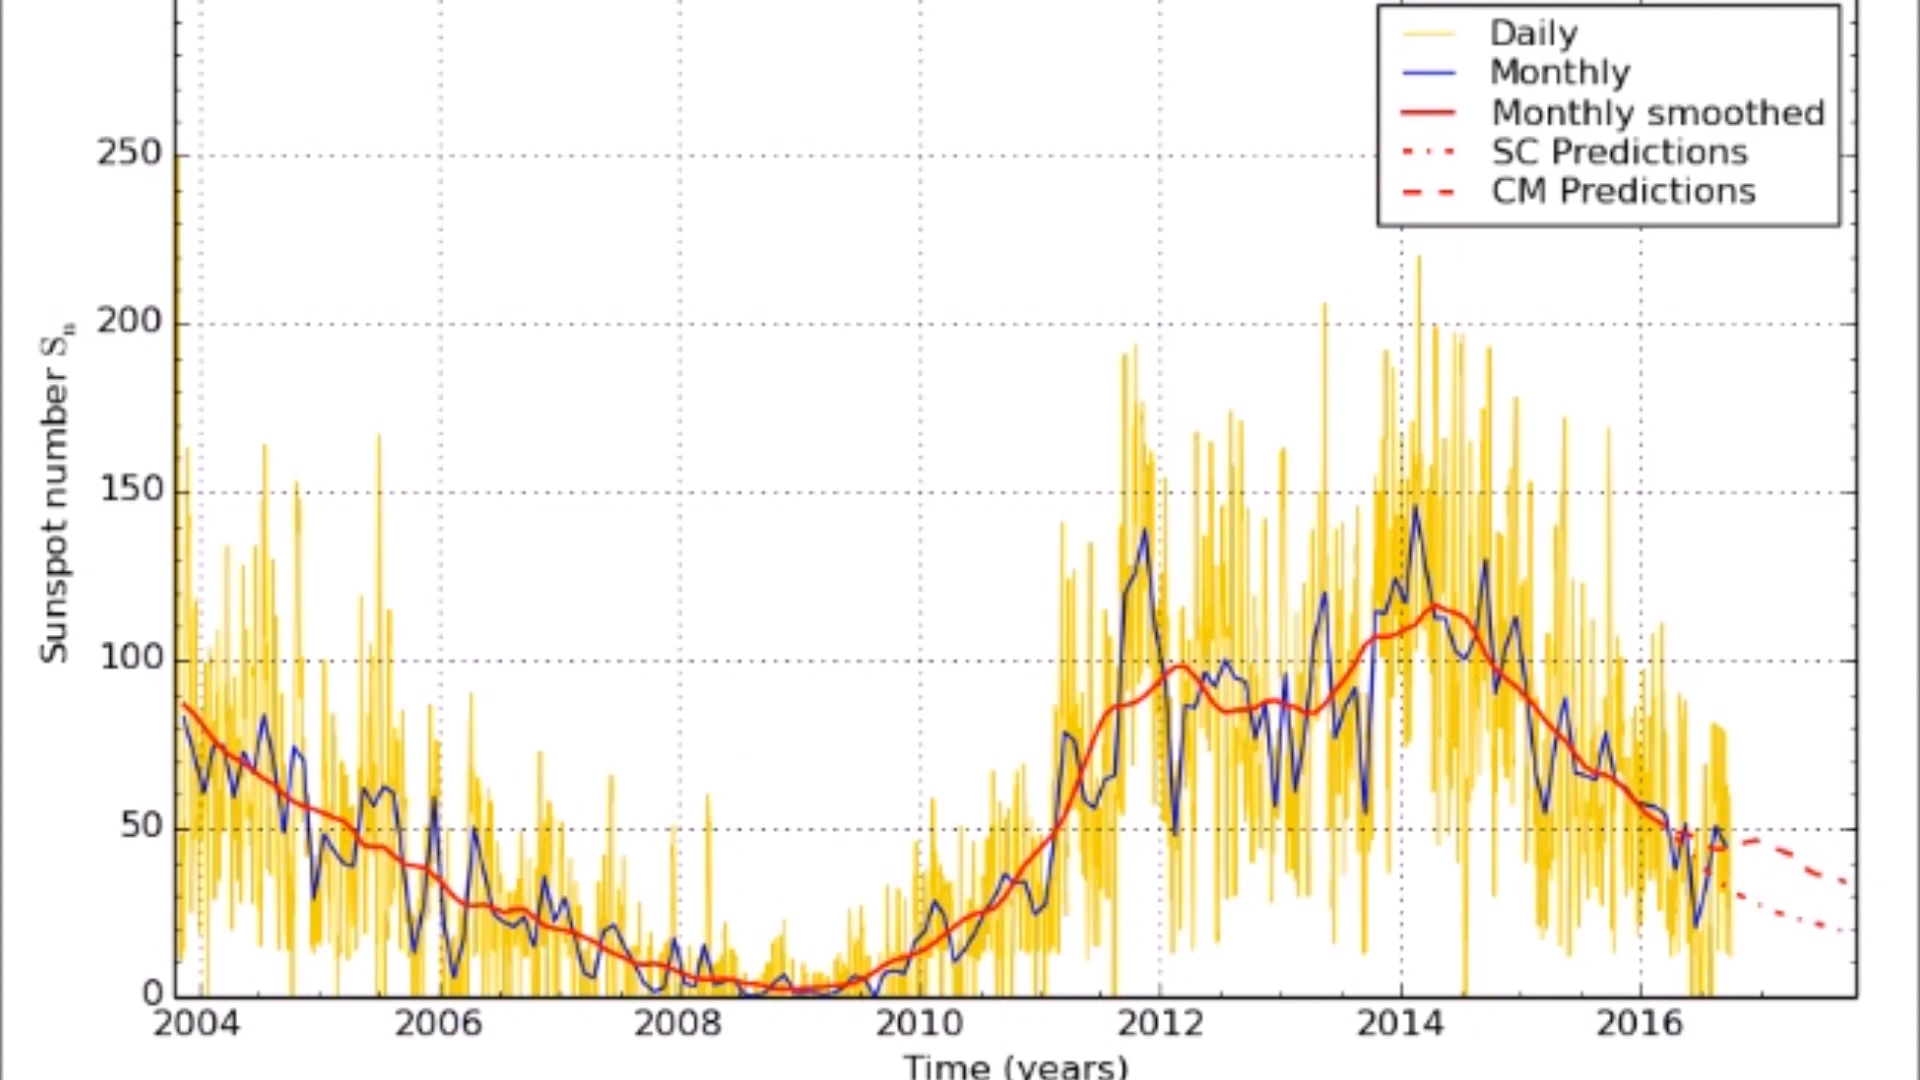 Daily
Monthly
Monthly smoothed
SC Predictions
CM Predictions
250
200
150
100
50
0
Sunspot number Sn
2004 2006 2008 2010 2012 2014 2016
Time (years)